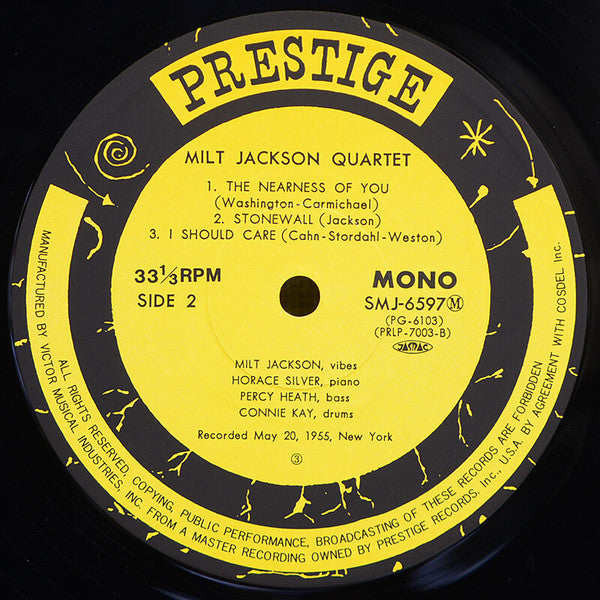 PRESTIGE
MILT JACKSON QUARTET
1. THE NEARNESS OF YOU
(Washington-Carmichael)
2. STONEWALL (Jackson)
3. I SHOULD CARE (Cahn-Stordahl-Weston)
33⅓RPM
SIDE 2
MONO
SMJ-6597Ⓜ
(PG-6103)
(PRLP-7003-B)
JASRAC
MILT JACKSON, vibes
HORACE SILVER, piano
PERCY HEATH, bass
CONNIE KAY, drums
Recorded May 20, 1955, New York
③
MANUFACTURED BY VICTOR MUSICAL INDUSTRIES, INC. FROM A MASTER RECORDING OWNED BY PRESTIGE RECORDS. Inc., U.S.A. BY AGREEMENT WITH COSDEL Inc.
ALL RIGHTS RESERVED, COPYING, PUBLIC PERFORMANCE, BROADCASTING OF THESE RECORDS ARE FORBIDDEN